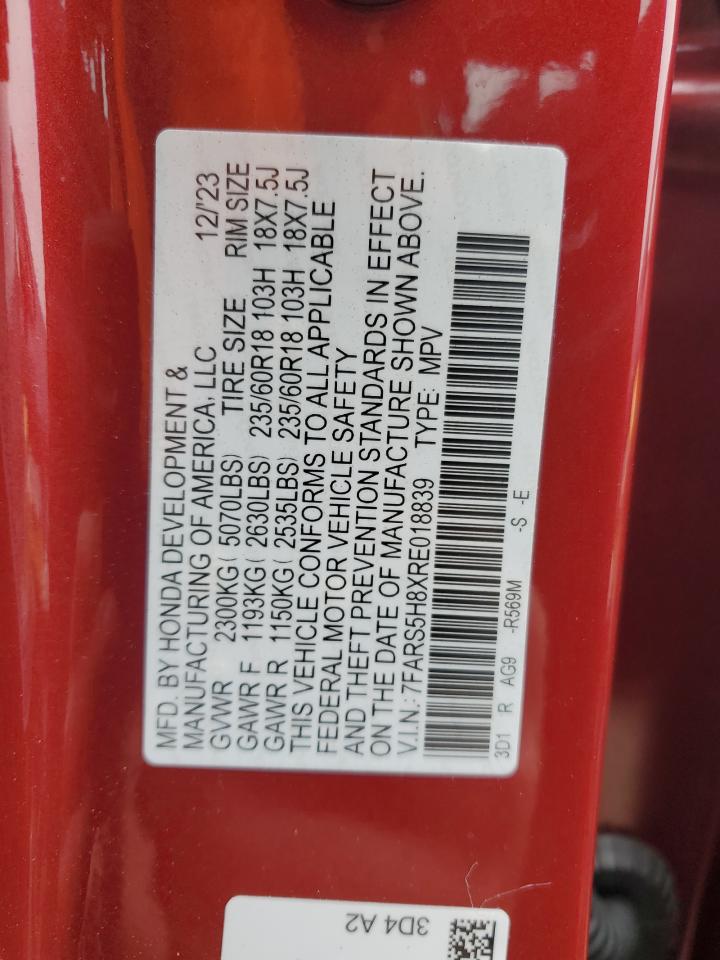 MFD. BY HONDA DEVELOPMENT &
MANUFACTURING OF AMERICA, LLC 12/'23
GVWR 2300KG( 5070LBS) TIRE SIZE RIM SIZE
GAWR F 1193KG( 2630LBS) 235/60R18 103H 18X7.5J
GAWR R 1150KG( 2535LBS) 235/60R18 103H 18X7.5J
THIS VEHICLE CONFORMS TO ALL APPLICABLE
FEDERAL MOTOR VEHICLE SAFETY
AND THEFT PREVENTION STANDARDS IN EFFECT
ON THE DATE OF MANUFACTURE SHOWN ABOVE.
V.I.N.: 7FARS5H8XRE018839 TYPE: MPV
3D1 R AG9 -R569M -S -E
3D4 A2